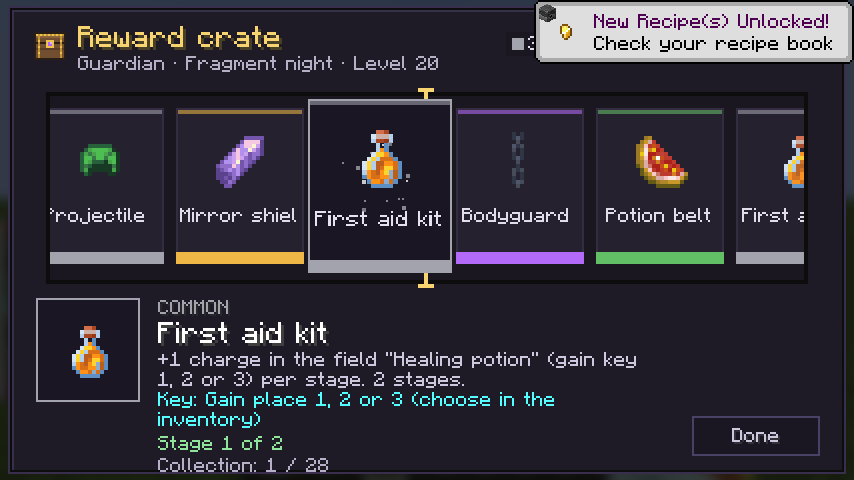 Reward crate
Guardian · Fragment night · Level 20
New Recipe(s) Unlocked!
Check your recipe book
Projectile
Mirror shiel
First aid kit
Bodyguard
Potion belt
First a
COMMON
First aid kit
+1 charge in the field "Healing potion" (gain key
1, 2 or 3) per stage. 2 stages.
Key: Gain place 1, 2 or 3 (choose in the
inventory)
Stage 1 of 2
Collection: 1 / 28
Done